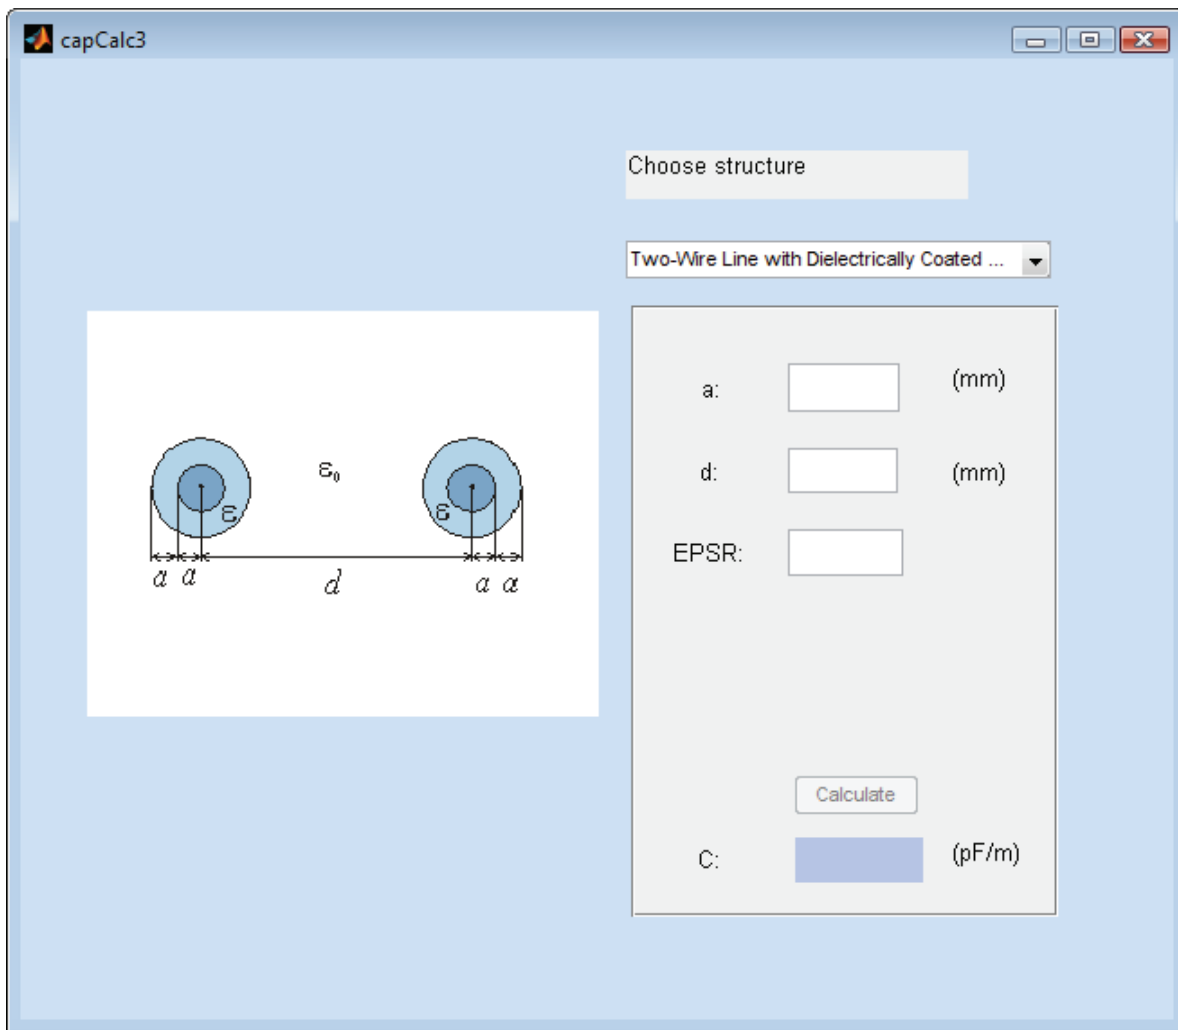 capCalc3
Choose structure
Two-Wire Line with Dielectrically Coated ...
a:
(mm)
d:
(mm)
EPSR:
Calculate
C:
(pF/m)
ε₀
ε
ε
a a
d
a a